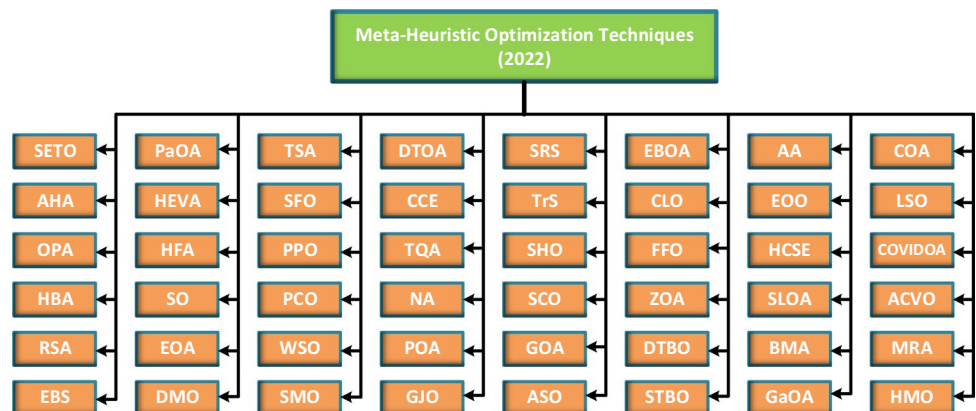 Meta-Heuristic Optimization Techniques
(2022)
SETO PaOA TSA DTOA SRS EBOA AA COA
AHA HEVA SFO CCE TrS CLO EOO LSO
OPA HFA PPO TQA SHO FFO HCSE COVIDOA
HBA SO PCO NA SCO ZOA SLOA ACVO
RSA EOA WSO POA GOA DTBO BMA MRA
EBS DMO SMO GJO ASO STBO GaOA HMO